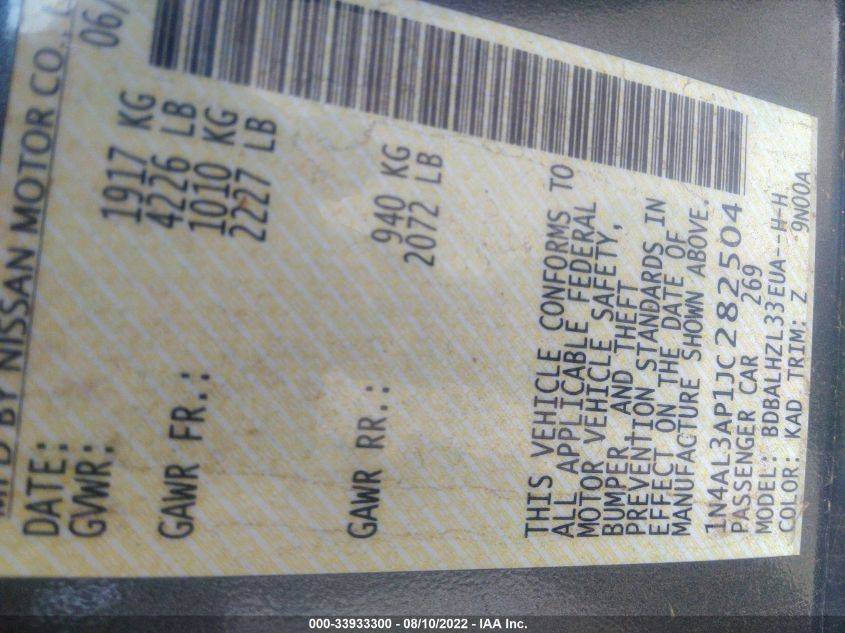 MFD BY NISSAN MOTOR CO.,
DATE: 06/
GVWR: 1917 KG
4226 LB
GAWR FR.: 1010 KG
2227 LB
GAWR RR.: 940 KG
2072 LB
THIS VEHICLE CONFORMS TO
ALL APPLICABLE FEDERAL
MOTOR VEHICLE SAFETY,
BUMPER, AND THEFT
PREVENTION STANDARDS IN
EFFECT ON THE DATE OF
MANUFACTURE SHOWN ABOVE.
1N4AL3AP1JC282504
PASSENGER CAR 269
MODEL: BDBALHZL33EUA--H-H
COLOR: KAD TRIM: Z 9N00A
000-33933300 - 08/10/2022 - IAA Inc.